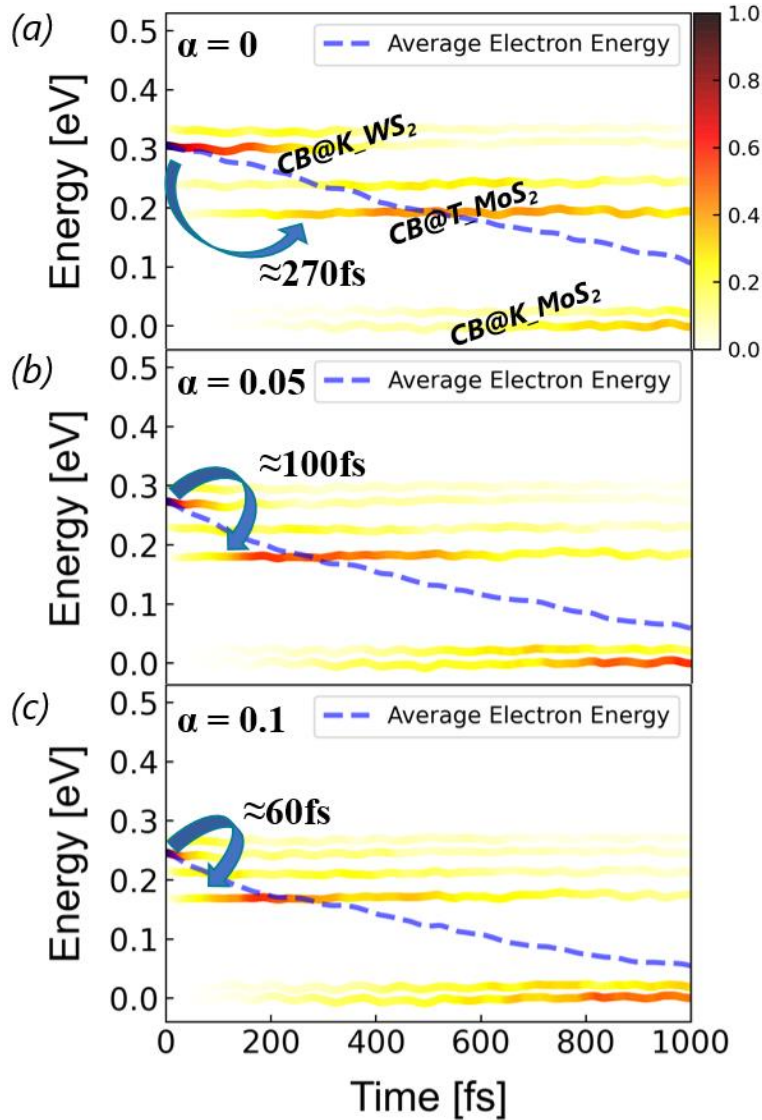 (a)
α = 0
Average Electron Energy
Energy [eV]
0.5
0.4
0.3
0.2
0.1
0.0
CB@K_WS₂
CB@T_MoS₂
CB@K_MoS₂
≈270fs
1.0
0.8
0.6
0.4
0.2
0.0
(b)
α = 0.05
Average Electron Energy
Energy [eV]
0.5
0.4
0.3
0.2
0.1
0.0
≈100fs
(c)
α = 0.1
Average Electron Energy
Energy [eV]
0.5
0.4
0.3
0.2
0.1
0.0
≈60fs
0 200 400 600 800 1000
Time [fs]